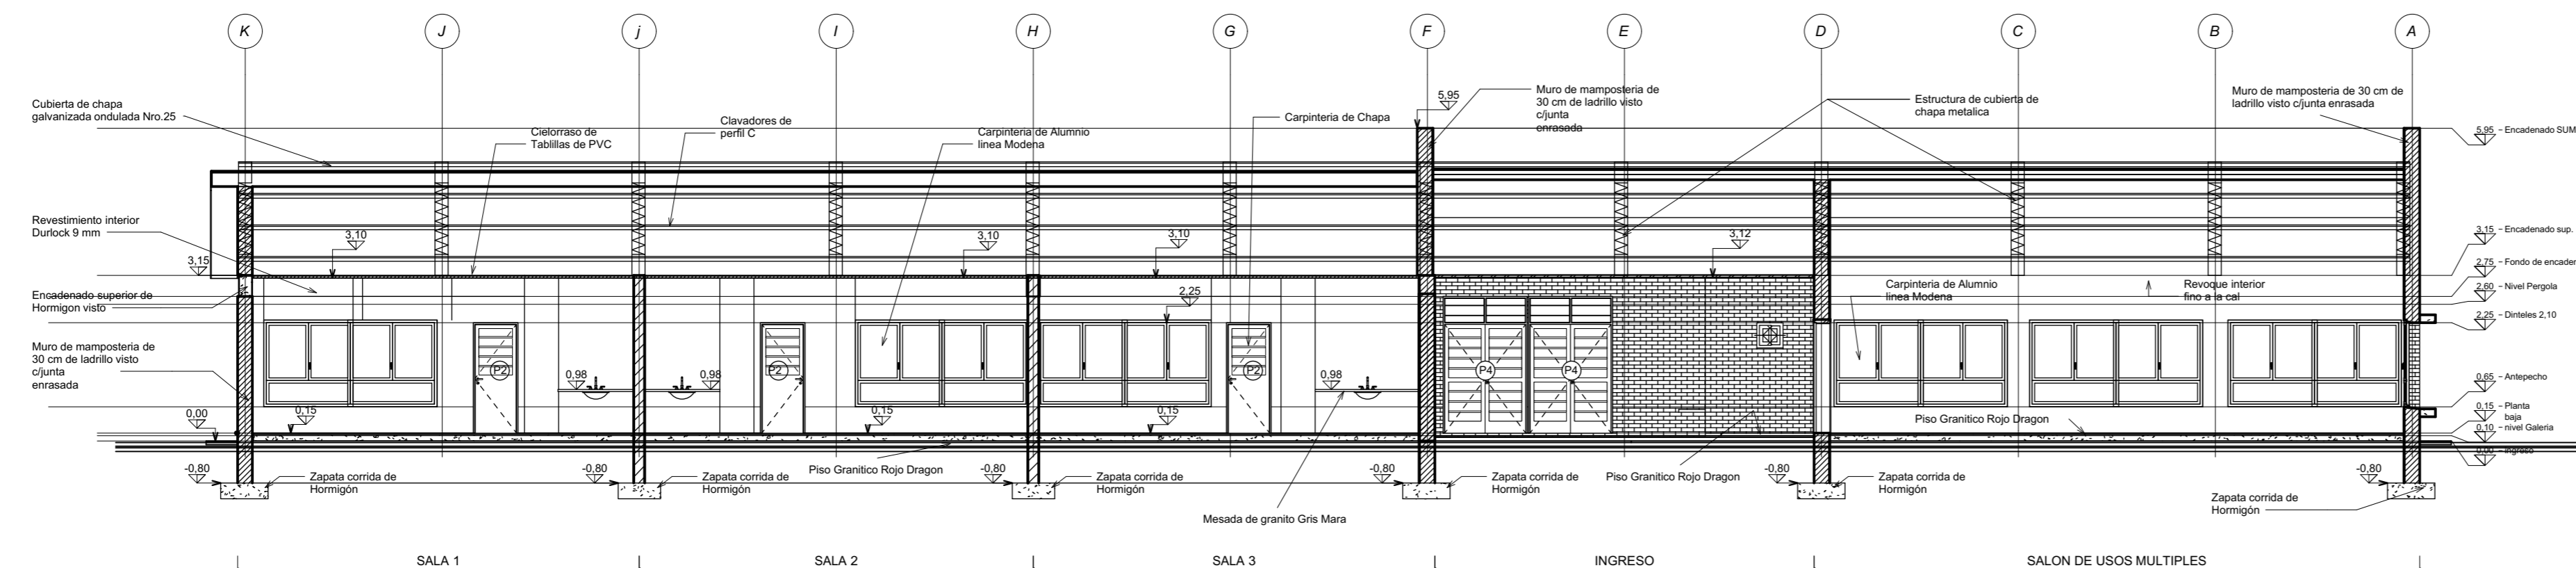 K
J
j
I
H
G
F
E
D
C
B
A
Cubierta de chapa
galvanizada ondulada Nro.25
Cielorraso de
Tablillas de PVC
Clavadores de
perfil C
Carpinteria de Alumnio
linea Modena
Carpinteria de Chapa
5,95
Muro de mamposteria de
30 cm de ladrillo visto
c/junta
enrasada
Estructura de cubierta de
chapa metalica
Muro de mamposteria de 30 cm de
ladrillo visto c/junta enrasada
5,95 - Encadenado SUM
Revestimiento interior
Durlock 9 mm
3,15
3,10
3,10
3,10
3,12
3,15 - Encadenado sup.
2,75 - Fondo de encaden
2,60 - Nivel Pergola
2,25 - Dinteles 2,10
Encadenado superior de
Hormigon visto
2,25
Carpinteria de Alumnio
linea Modena
Revoque interior
fino a la cal
Muro de mamposteria de
30 cm de ladrillo visto
c/junta
enrasada
P2
P2
P2
P4
P4
0,98
0,98
0,98
0,65 - Antepecho
0,00
0,15
0,15
0,15
Piso Granitico Rojo Dragon
0,15 - Planta
baja
0,10 - nivel Galeria
0,00 - Ingreso
-0,80
Zapata corrida de
Hormigón
-0,80
Zapata corrida de
Hormigón
Piso Granitico Rojo Dragon
-0,80
Zapata corrida de
Hormigón
-0,80
Zapata corrida de
Hormigón
Piso Granitico Rojo Dragon
-0,80
Zapata corrida de
Hormigón
-0,80
Zapata corrida de
Hormigón
Mesada de granito Gris Mara
SALA 1
SALA 2
SALA 3
INGRESO
SALON DE USOS MULTIPLES